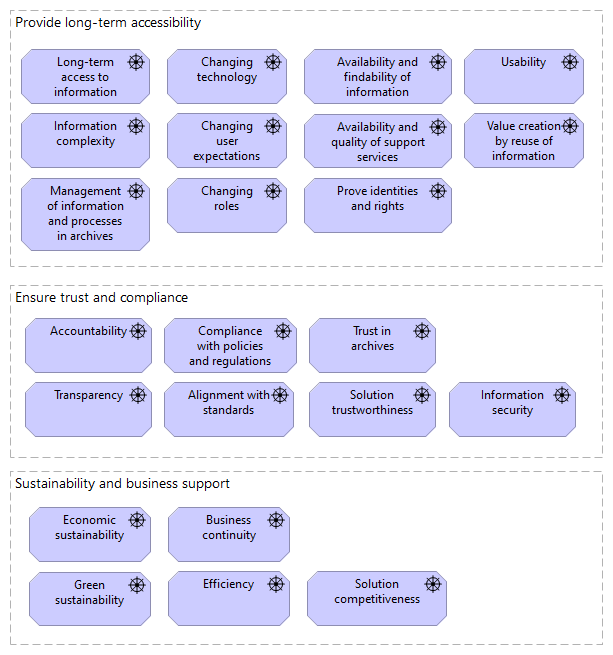 Provide long-term accessibility
Long-term
access to
information
Changing
technology
Availability and
findability of
information
Usability
Information
complexity
Changing
user
expectations
Availability and
quality of support
services
Value creation
by reuse of
information
Management
of information
and processes
in archives
Changing
roles
Prove identities
and rights
Ensure trust and compliance
Accountability
Compliance
with policies
and regulations
Trust in
archives
Transparency
Alignment with
standards
Solution
trustworthiness
Information
security
Sustainability and business support
Economic
sustainability
Business
continuity
Green
sustainability
Efficiency
Solution
competitiveness